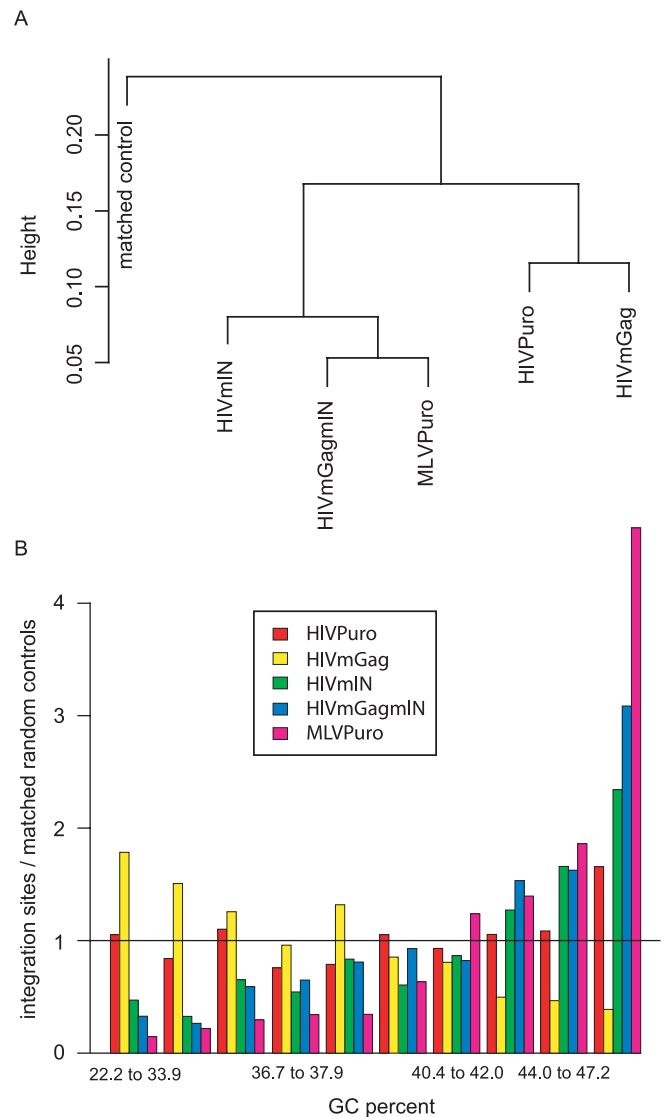 A
Height
0.05
0.10
0.15
0.20
matched control
HIVmIN
HIVmGagmIN
MLVPuro
HIVPuro
HIVmGag
B
integration sites / matched random controls
0
1
2
3
4
HIVPuro
HIVmGag
HIVmIN
HIVmGagmIN
MLVPuro
22.2 to 33.9
36.7 to 37.9
40.4 to 42.0
44.0 to 47.2
GC percent